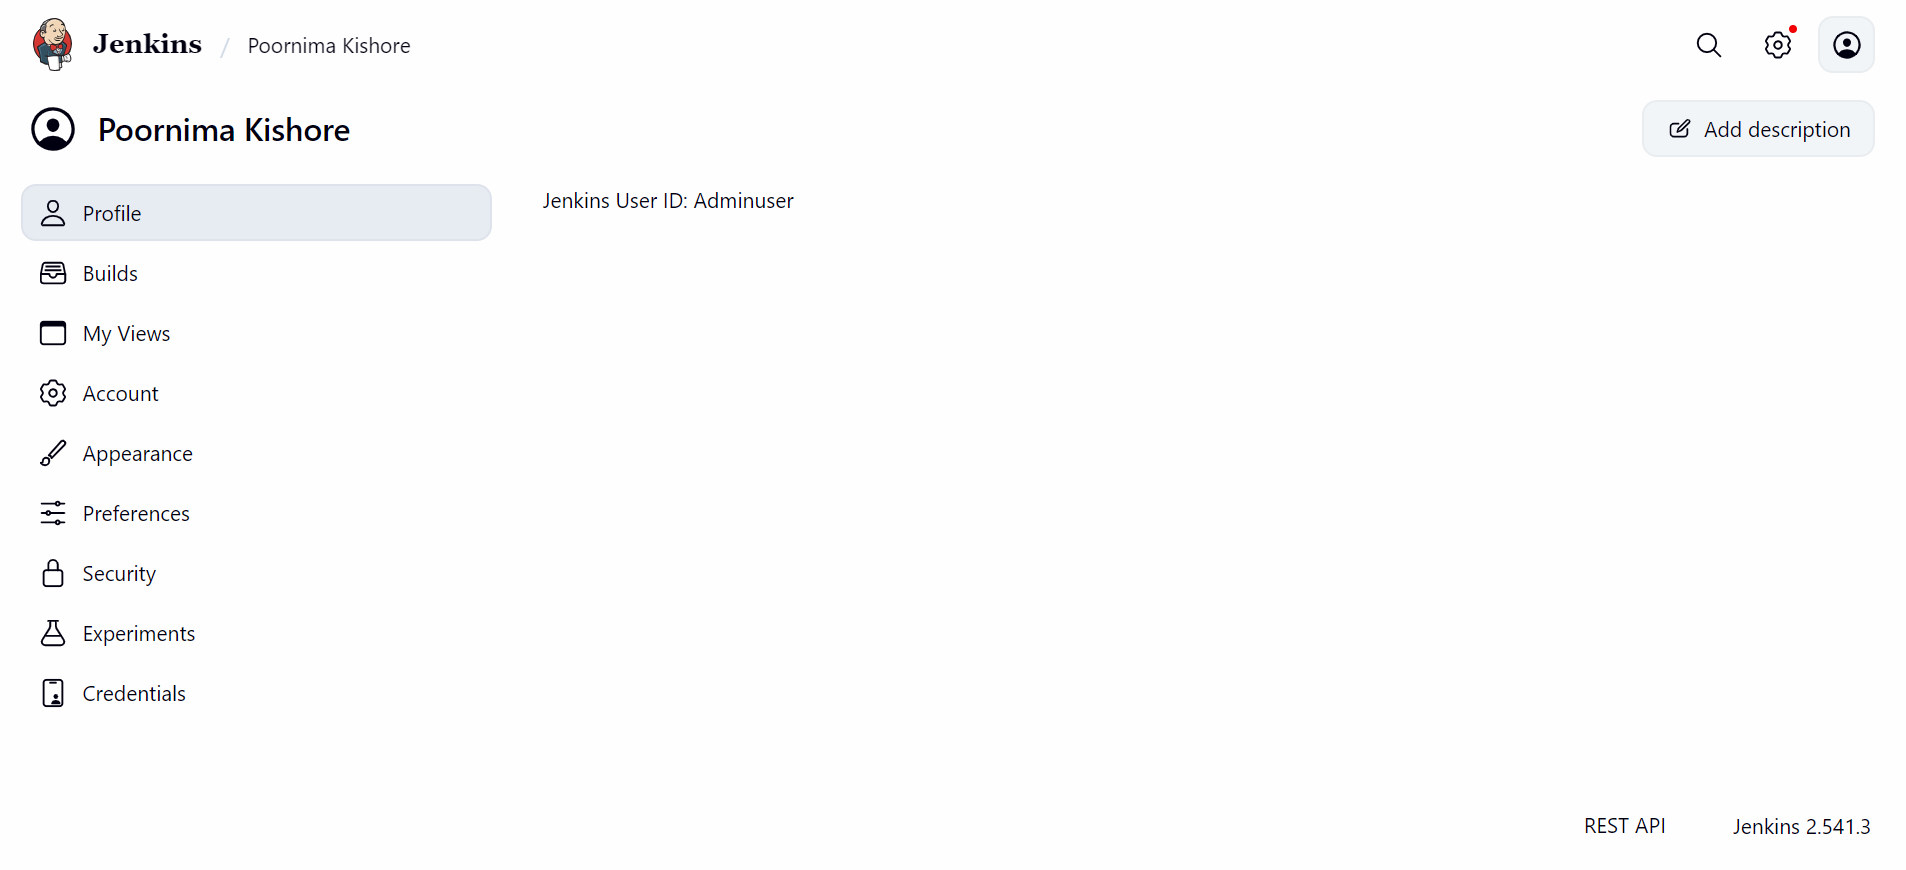 Jenkins / Poornima Kishore
Poornima Kishore
Add description
Profile
Builds
My Views
Account
Appearance
Preferences
Security
Experiments
Credentials
Jenkins User ID: Adminuser
REST API
Jenkins 2.541.3